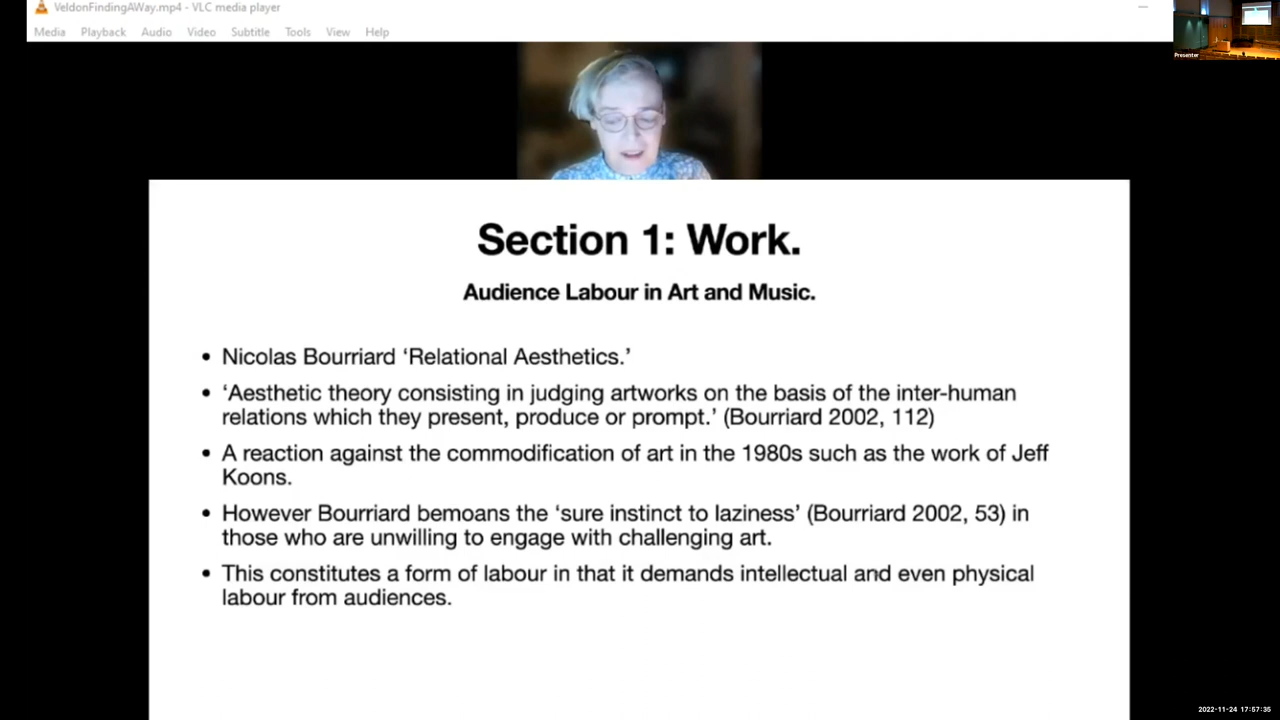 VeldonFindingAWay.mp4 - VLC media player
Media Playback Audio Video Subtitle Tools View Help
Presenter
Section 1: Work.
Audience Labour in Art and Music.
• Nicolas Bourriard ‘Relational Aesthetics.’
• ‘Aesthetic theory consisting in judging artworks on the basis of the inter-human
relations which they present, produce or prompt.’ (Bourriard 2002, 112)
• A reaction against the commodification of art in the 1980s such as the work of Jeff
Koons.
• However Bourriard bemoans the ‘sure instinct to laziness’ (Bourriard 2002, 53) in
those who are unwilling to engage with challenging art.
• This constitutes a form of labour in that it demands intellectual and even physical
labour from audiences.
2022-11-24 17:57:35